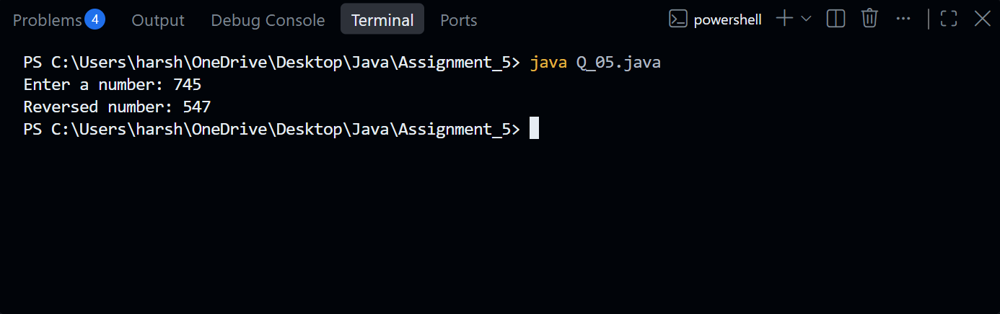 Problems 4 Output Debug Console Terminal Ports powershell
PS C:\Users\harsh\OneDrive\Desktop\Java\Assignment_5> java Q_05.java
Enter a number: 745
Reversed number: 547
PS C:\Users\harsh\OneDrive\Desktop\Java\Assignment_5>